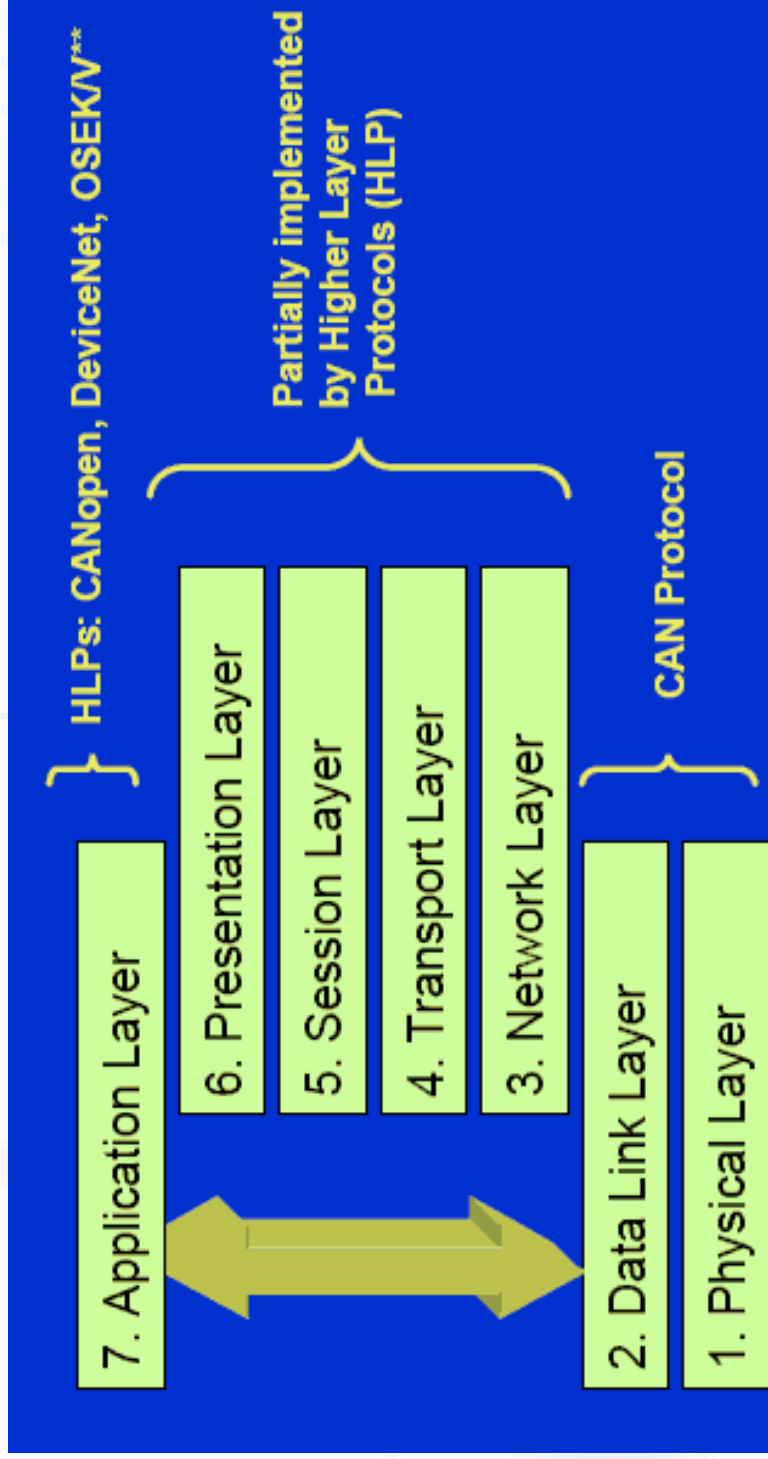 7. Application Layer
HLPs: CANopen, DeviceNet, OSEK/V**
6. Presentation Layer
5. Session Layer
4. Transport Layer
3. Network Layer
Partially implemented
by Higher Layer
Protocols (HLP)
2. Data Link Layer
1. Physical Layer
CAN Protocol